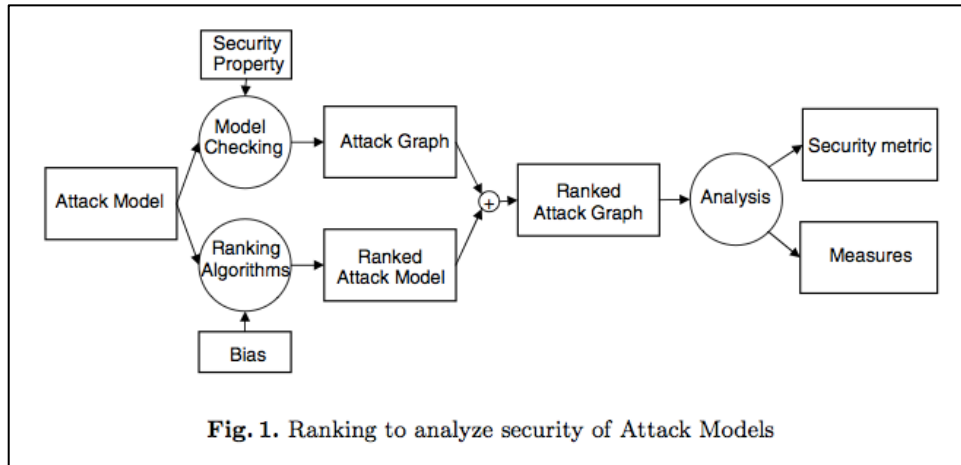 Security
Property
Model
Checking
Attack Graph
Security metric
Attack Model
+
Ranked
Attack Graph
Analysis
Ranking
Algorithms
Ranked
Attack Model
Measures
Bias
Fig. 1. Ranking to analyze security of Attack Models